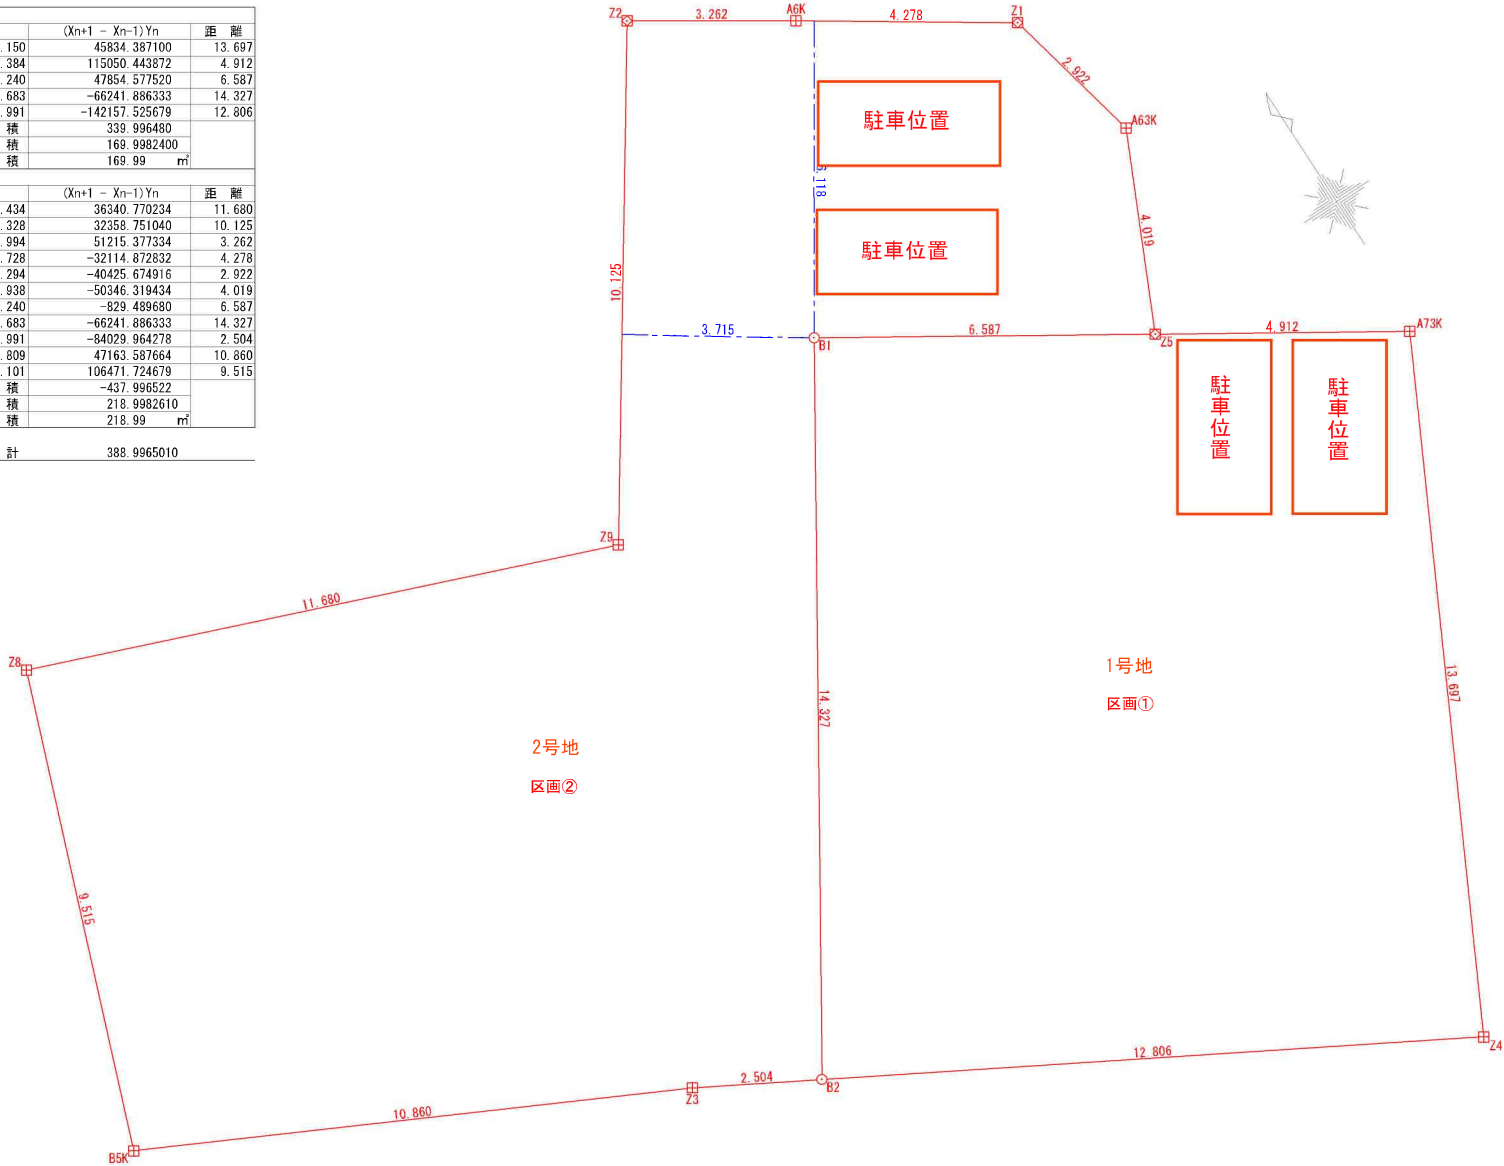 (Xn+1 - Xn-1)Yn 距 離
.150 45834.387100 13.697
.384 115050.443872 4.912
.240 47854.577520 6.587
.683 -66241.886333 14.327
.991 -142157.525679 12.806
積 339.996480
積 169.9982400
積 169.99 ㎡
(Xn+1 - Xn-1)Yn 距 離
.434 36340.770234 11.680
.328 32358.751040 10.125
.994 51215.377334 3.262
.728 -32114.872832 4.278
.294 -40425.674916 2.922
.938 -50346.319434 4.019
.240 -829.489680 6.587
.683 -66241.886333 14.327
.991 -84029.964278 2.504
.809 47163.587664 10.860
.101 106471.724679 9.515
積 -437.996522
積 218.9982610
積 218.99 ㎡
計 388.9965010
Z2
3.262
A6K
4.278
Z1
2.922
A63K
駐車位置
6.118
4.019
駐車位置
10.125
3.715
B1
6.587
Z5
4.912
A73K
駐車位置
駐車位置
Z9
11.680
Z8
14.327
1号地
区画①
13.697
2号地
区画②
9.515
12.806
Z4
2.504
B2
Z3
10.860
B5K